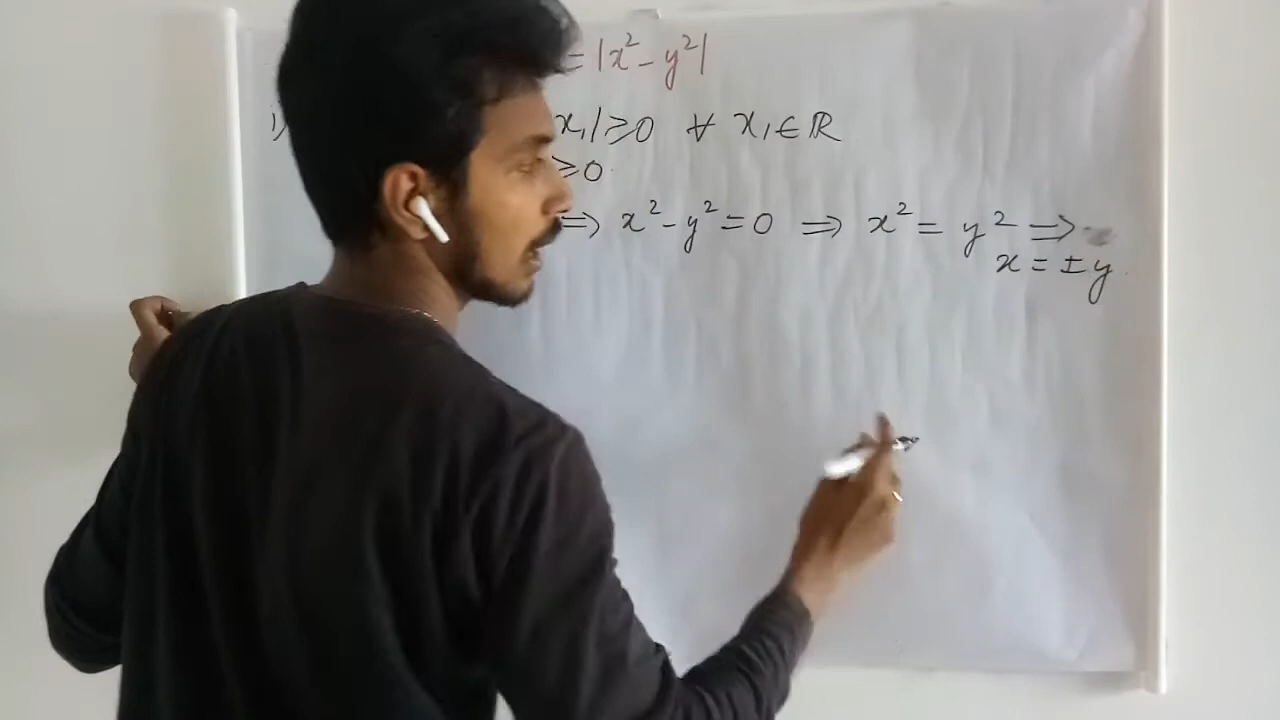 = |x² - y²|
i) x₁| ≥ 0 ∀ x₁ ∈ ℝ
≥ 0
⇒ x² - y² = 0 ⇒ x² = y² ⇒
x = ± y